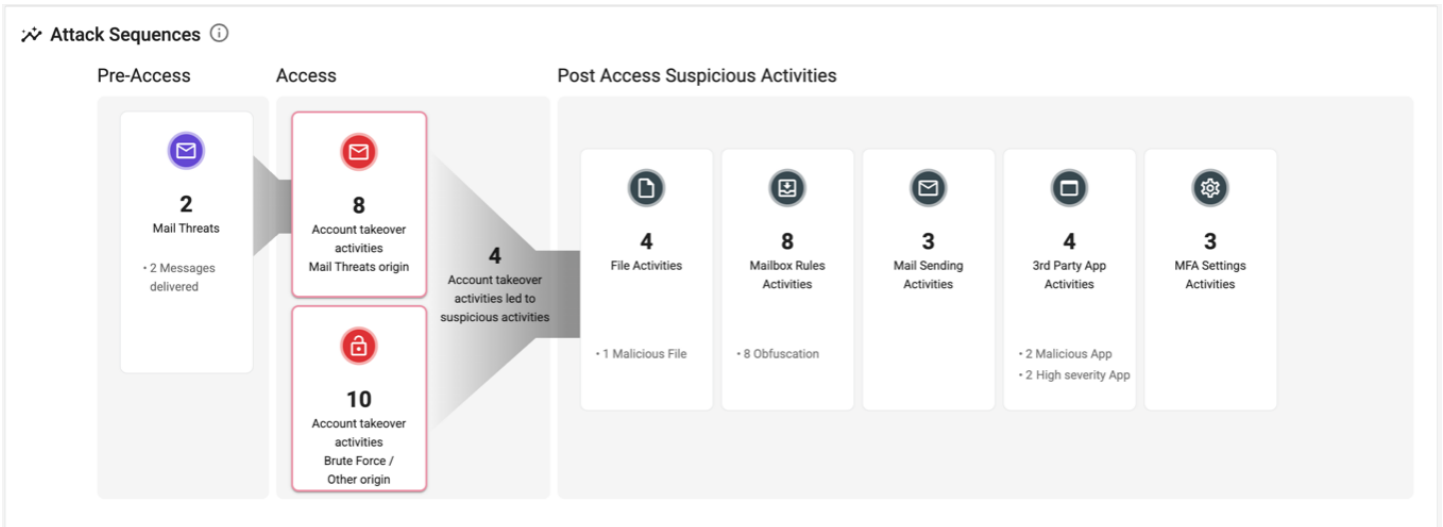 Attack Sequences
Pre-Access
Access
Post Access Suspicious Activities
2
Mail Threats
• 2 Messages
delivered
8
Account takeover
activities
Mail Threats origin
10
Account takeover
activities
Brute Force /
Other origin
4
Account takeover
activities led to
suspicious activities
4
File Activities
• 1 Malicious File
8
Mailbox Rules
Activities
• 8 Obfuscation
3
Mail Sending
Activities
4
3rd Party App
Activities
• 2 Malicious App
• 2 High severity App
3
MFA Settings
Activities